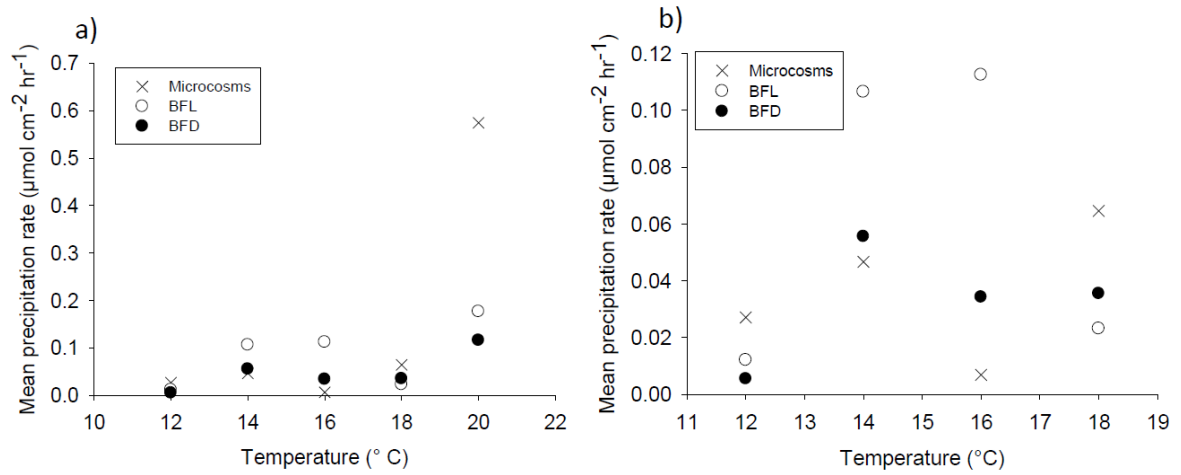 a)
Mean precipitation rate (µmol cm⁻² hr⁻¹)
0.7
0.6
0.5
0.4
0.3
0.2
0.1
0.0
Microcosms
BFL
BFD
10 12 14 16 18 20 22
Temperature (° C)
b)
Mean precipitation rate (µmol cm⁻² hr⁻¹)
0.12
0.10
0.08
0.06
0.04
0.02
0.00
Microcosms
BFL
BFD
11 12 13 14 15 16 17 18 19
Temperature (°C)